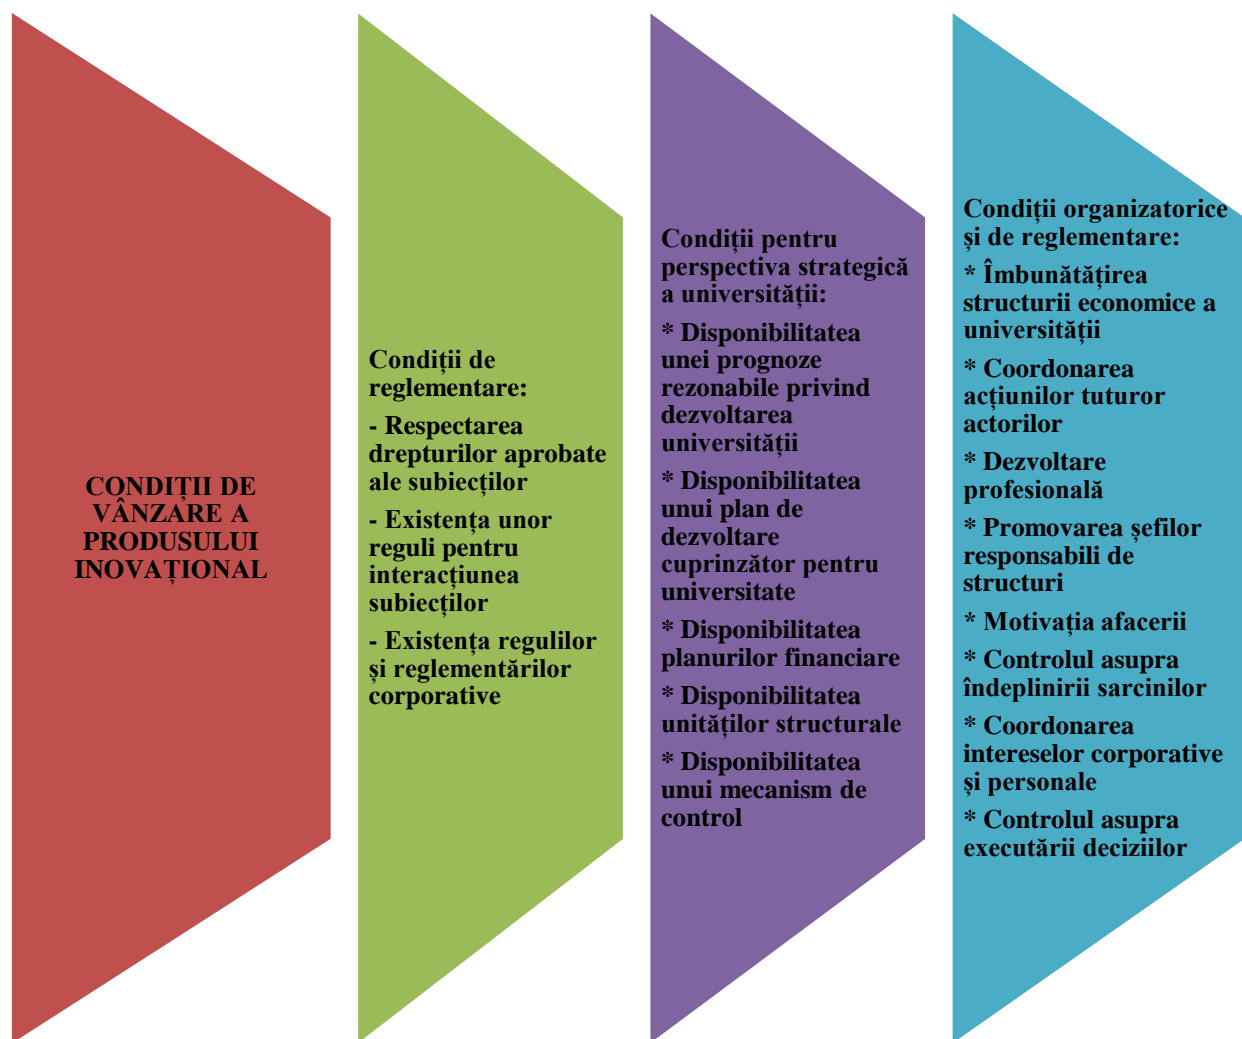 CONDIȚII DE
VÂNZARE A
PRODUSULUI
INOVAȚIONAL
Condiții de
reglementare:
- Respectarea
drepturilor aprobate
ale subiecților
- Existența unor
reguli pentru
interacțiunea
subiecților
- Existența regulilor
și reglementărilor
corporative
Condiții pentru
perspectiva strategică
a universității:
* Disponibilitatea
unei prognoze
rezonabile privind
dezvoltarea
universității
* Disponibilitatea
unui plan de
dezvoltare
cuprinzător pentru
universitate
* Disponibilitatea
planurilor financiare
* Disponibilitatea
unităților structurale
* Disponibilitatea
unui mecanism de
control
Condiții organizatorice
și de reglementare:
* Îmbunătățirea
structurii economice a
universității
* Coordonarea
acțiunilor tuturor
actorilor
* Dezvoltare
profesională
* Promovarea șefilor
responsabili de
structuri
* Motivația afacerii
* Controlul asupra
îndeplinirii sarcinilor
* Coordonarea
intereselor corporative
și personale
* Controlul asupra
executării deciziilor